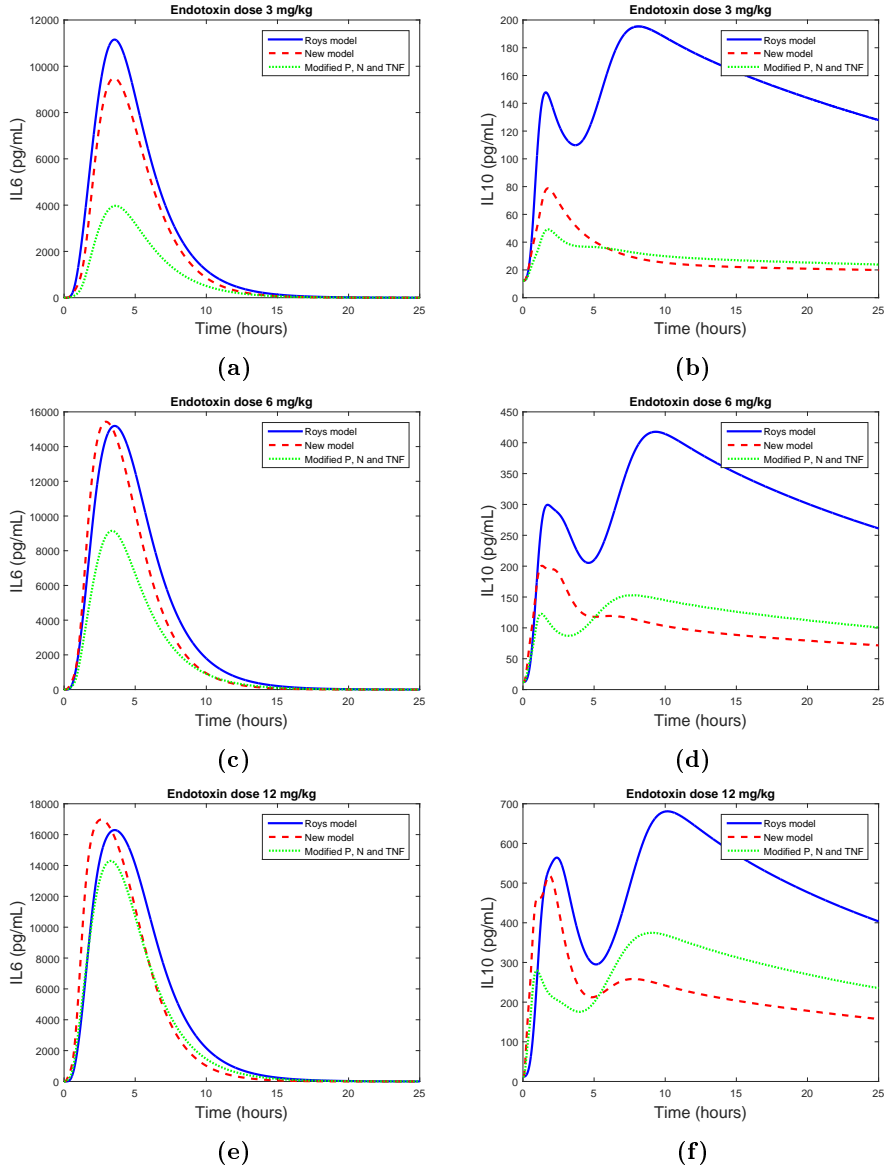 Endotoxin dose 3 mg/kg
12000
10000
8000
6000
4000
2000
0
IL6 (pg/mL)
Roys model
New model
Modified P, N and TNF
0 5 10 15 20 25
Time (hours)
(a)
Endotoxin dose 3 mg/kg
200
180
160
140
120
100
80
60
40
20
0
IL10 (pg/mL)
Roys model
New model
Modified P, N and TNF
0 5 10 15 20 25
Time (hours)
(b)
Endotoxin dose 6 mg/kg
16000
14000
12000
10000
8000
6000
4000
2000
0
IL6 (pg/mL)
Roys model
New model
Modified P, N and TNF
0 5 10 15 20 25
Time (hours)
(c)
Endotoxin dose 6 mg/kg
450
400
350
300
250
200
150
100
50
0
IL10 (pg/mL)
Roys model
New model
Modified P, N and TNF
0 5 10 15 20 25
Time (hours)
(d)
Endotoxin dose 12 mg/kg
18000
16000
14000
12000
10000
8000
6000
4000
2000
0
IL6 (pg/mL)
Roys model
New model
Modified P, N and TNF
0 5 10 15 20 25
Time (hours)
(e)
Endotoxin dose 12 mg/kg
700
600
500
400
300
200
100
0
IL10 (pg/mL)
Roys model
New model
Modified P, N and TNF
0 5 10 15 20 25
Time (hours)
(f)